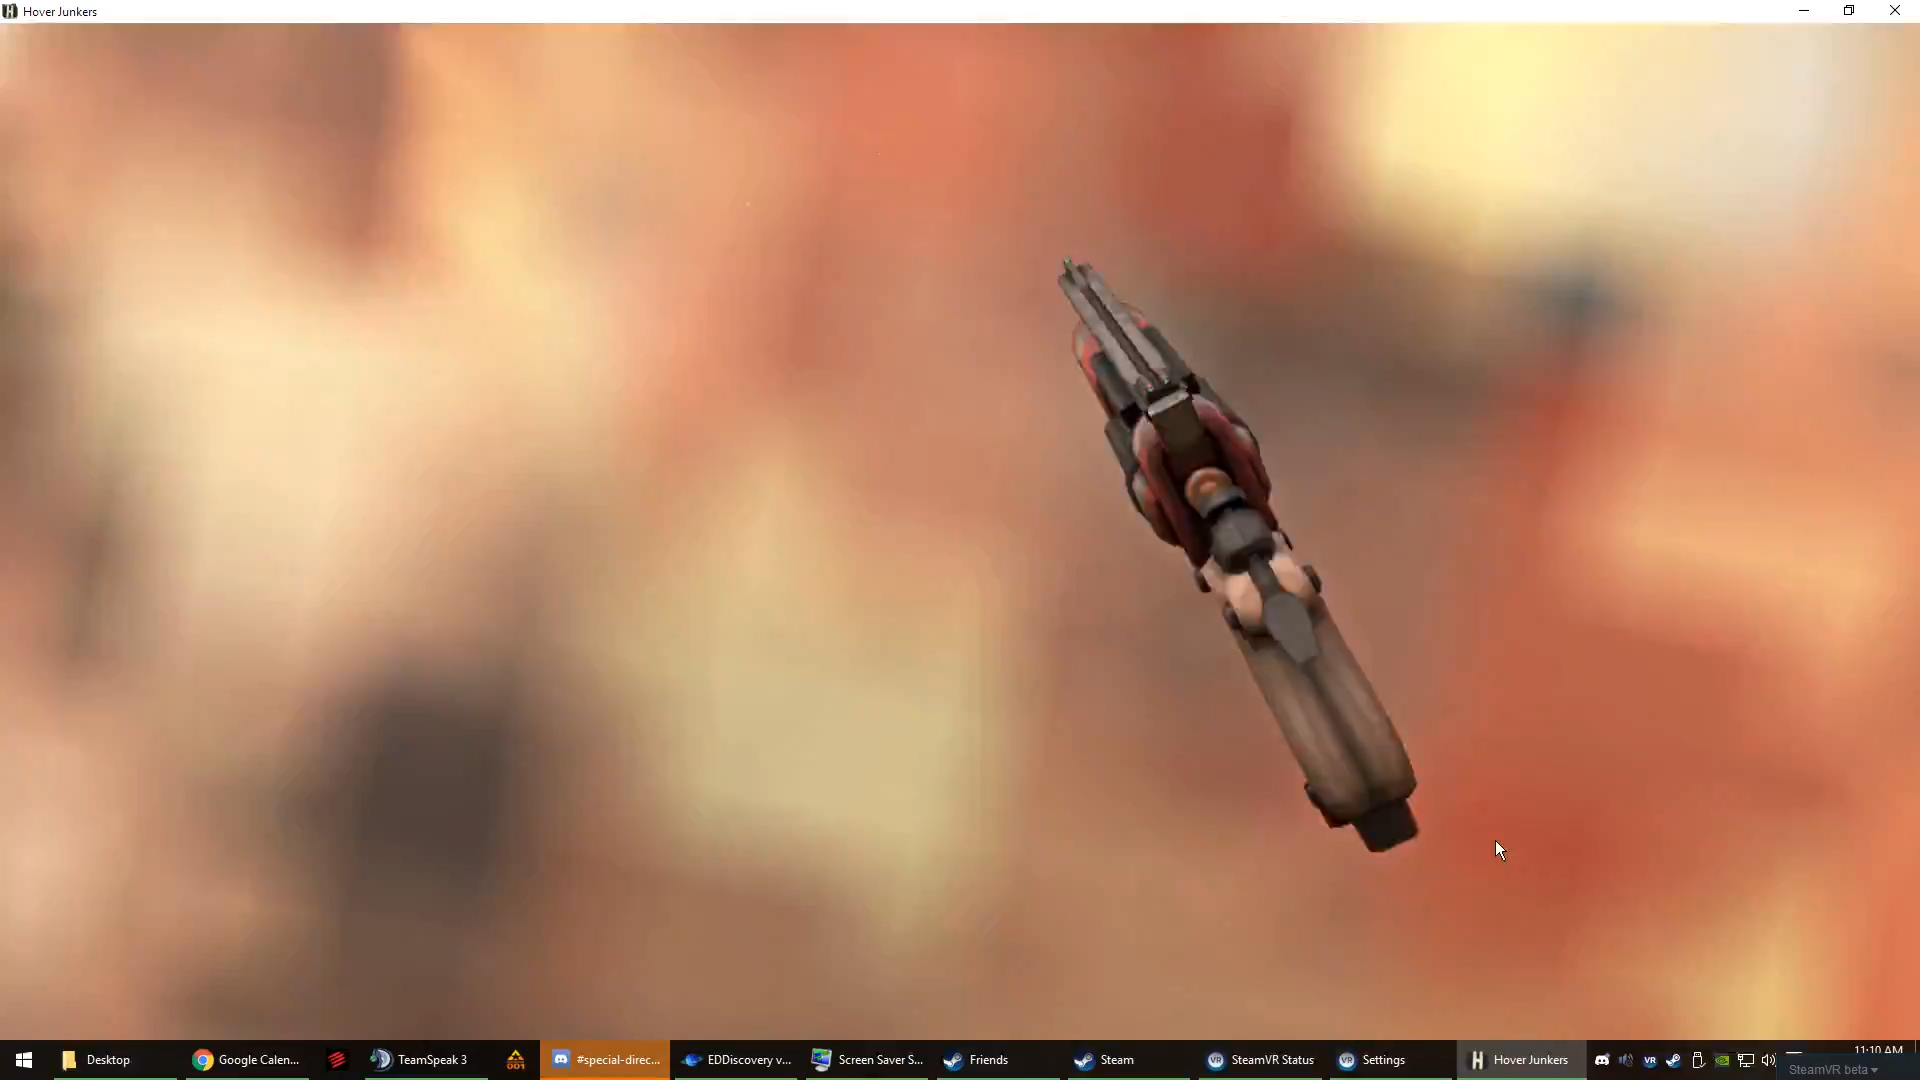 Hover Junkers
Desktop
Google Calen...
TeamSpeak 3
001
#special-direc...
EDDiscovery v...
Screen Saver S...
Friends
Steam
SteamVR Status
Settings
Hover Junkers
11:10 AM
SteamVR beta